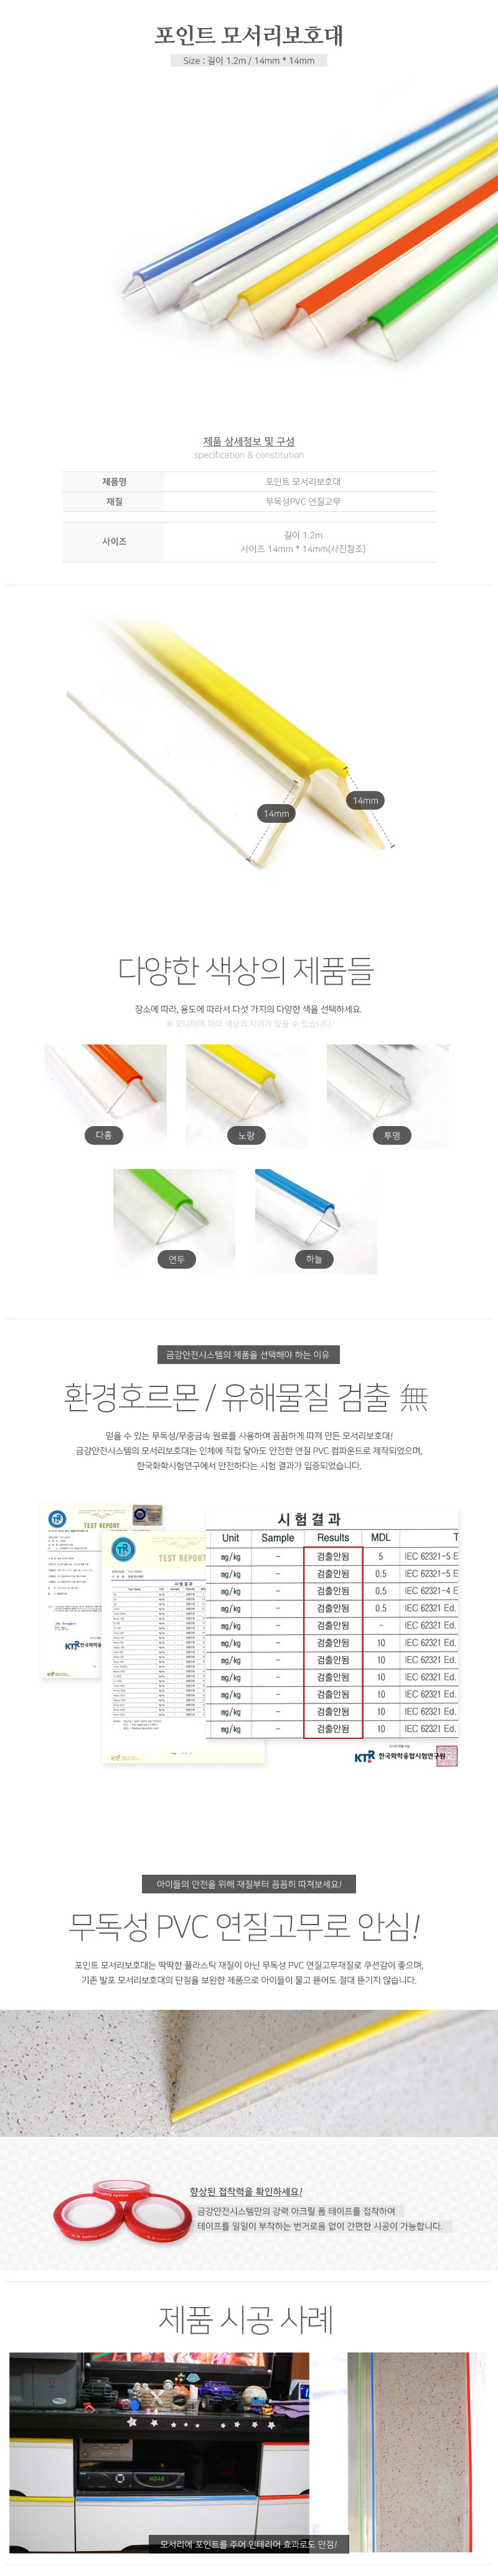 포인트 모서리보호대
Size : 길이 1.2m / 14mm * 14mm
제품 상세정보 및 구성
specification & constitution
제품명 포인트 모서리보호대
재질 무독성PVC 연질고무
사이즈 길이 1.2m
사이즈 14mm * 14mm(사진참조)
14mm
14mm
다양한 색상의 제품들
장소에 따라, 용도에 따라서 다섯 가지의 다양한 색을 선택하세요.
※ 모니터에 따라 색상의 차이가 있을 수 있습니다.
다홍
노랑
투명
연두
하늘
금강안전시스템의 제품을 선택해야 하는 이유
환경호르몬 / 유해물질 검출 無
믿을 수 있는 무독성/무중금속 원료를 사용하여 꼼꼼하게 따져 만든 모서리보호대!
금강안전시스템의 모서리보호대는 인체에 직접 닿아도 안전한 연질 PVC 컴파운드로 제작되었으며,
한국화학시험연구에서 안전하다는 시험 결과가 입증되었습니다.
TEST REPORT
TEST REPORT
시 험 결 과
시 험 결 과
Unit Sample Results MDL T
mg/kg – 검출안됨 5 IEC 62321-5 E
mg/kg – 검출안됨 0.5 IEC 62321-5 E
mg/kg – 검출안됨 0.5 IEC 62321-4 E
mg/kg – 검출안됨 0.5 IEC 62321 Ed.
mg/kg – 검출안됨 – IEC 62321 Ed.
mg/kg – 검출안됨 10 IEC 62321 Ed.
mg/kg – 검출안됨 10 IEC 62321 Ed.
mg/kg – 검출안됨 10 IEC 62321 Ed.
mg/kg – 검출안됨 10 IEC 62321 Ed.
mg/kg – 검출안됨 10 IEC 62321 Ed.
mg/kg – 검출안됨 10 IEC 62321 Ed.
KTR 한국화학
KTR
KTR 한국화학융합시험연구원
아이들의 안전을 위해 재질부터 꼼꼼히 따져보세요!
무독성 PVC 연질고무로 안심!
포인트 모서리보호대는 딱딱한 플라스틱 재질이 아닌 무독성 PVC 연질고무재질로 쿠션감이 좋으며,
기존 발포 모서리보호대의 단점을 보완한 제품으로 아이들이 물고 뜯어도 절대 뜯기지 않습니다.
향상된 접착력을 확인하세요!
금강안전시스템만의 강력 아크릴 폼 테이프를 접착하여
테이프를 일일이 부착하는 번거로움 없이 간편한 시공이 가능합니다.
제품 시공 사례
모서리에 포인트를 주어 인테리어 효과로도 만점!